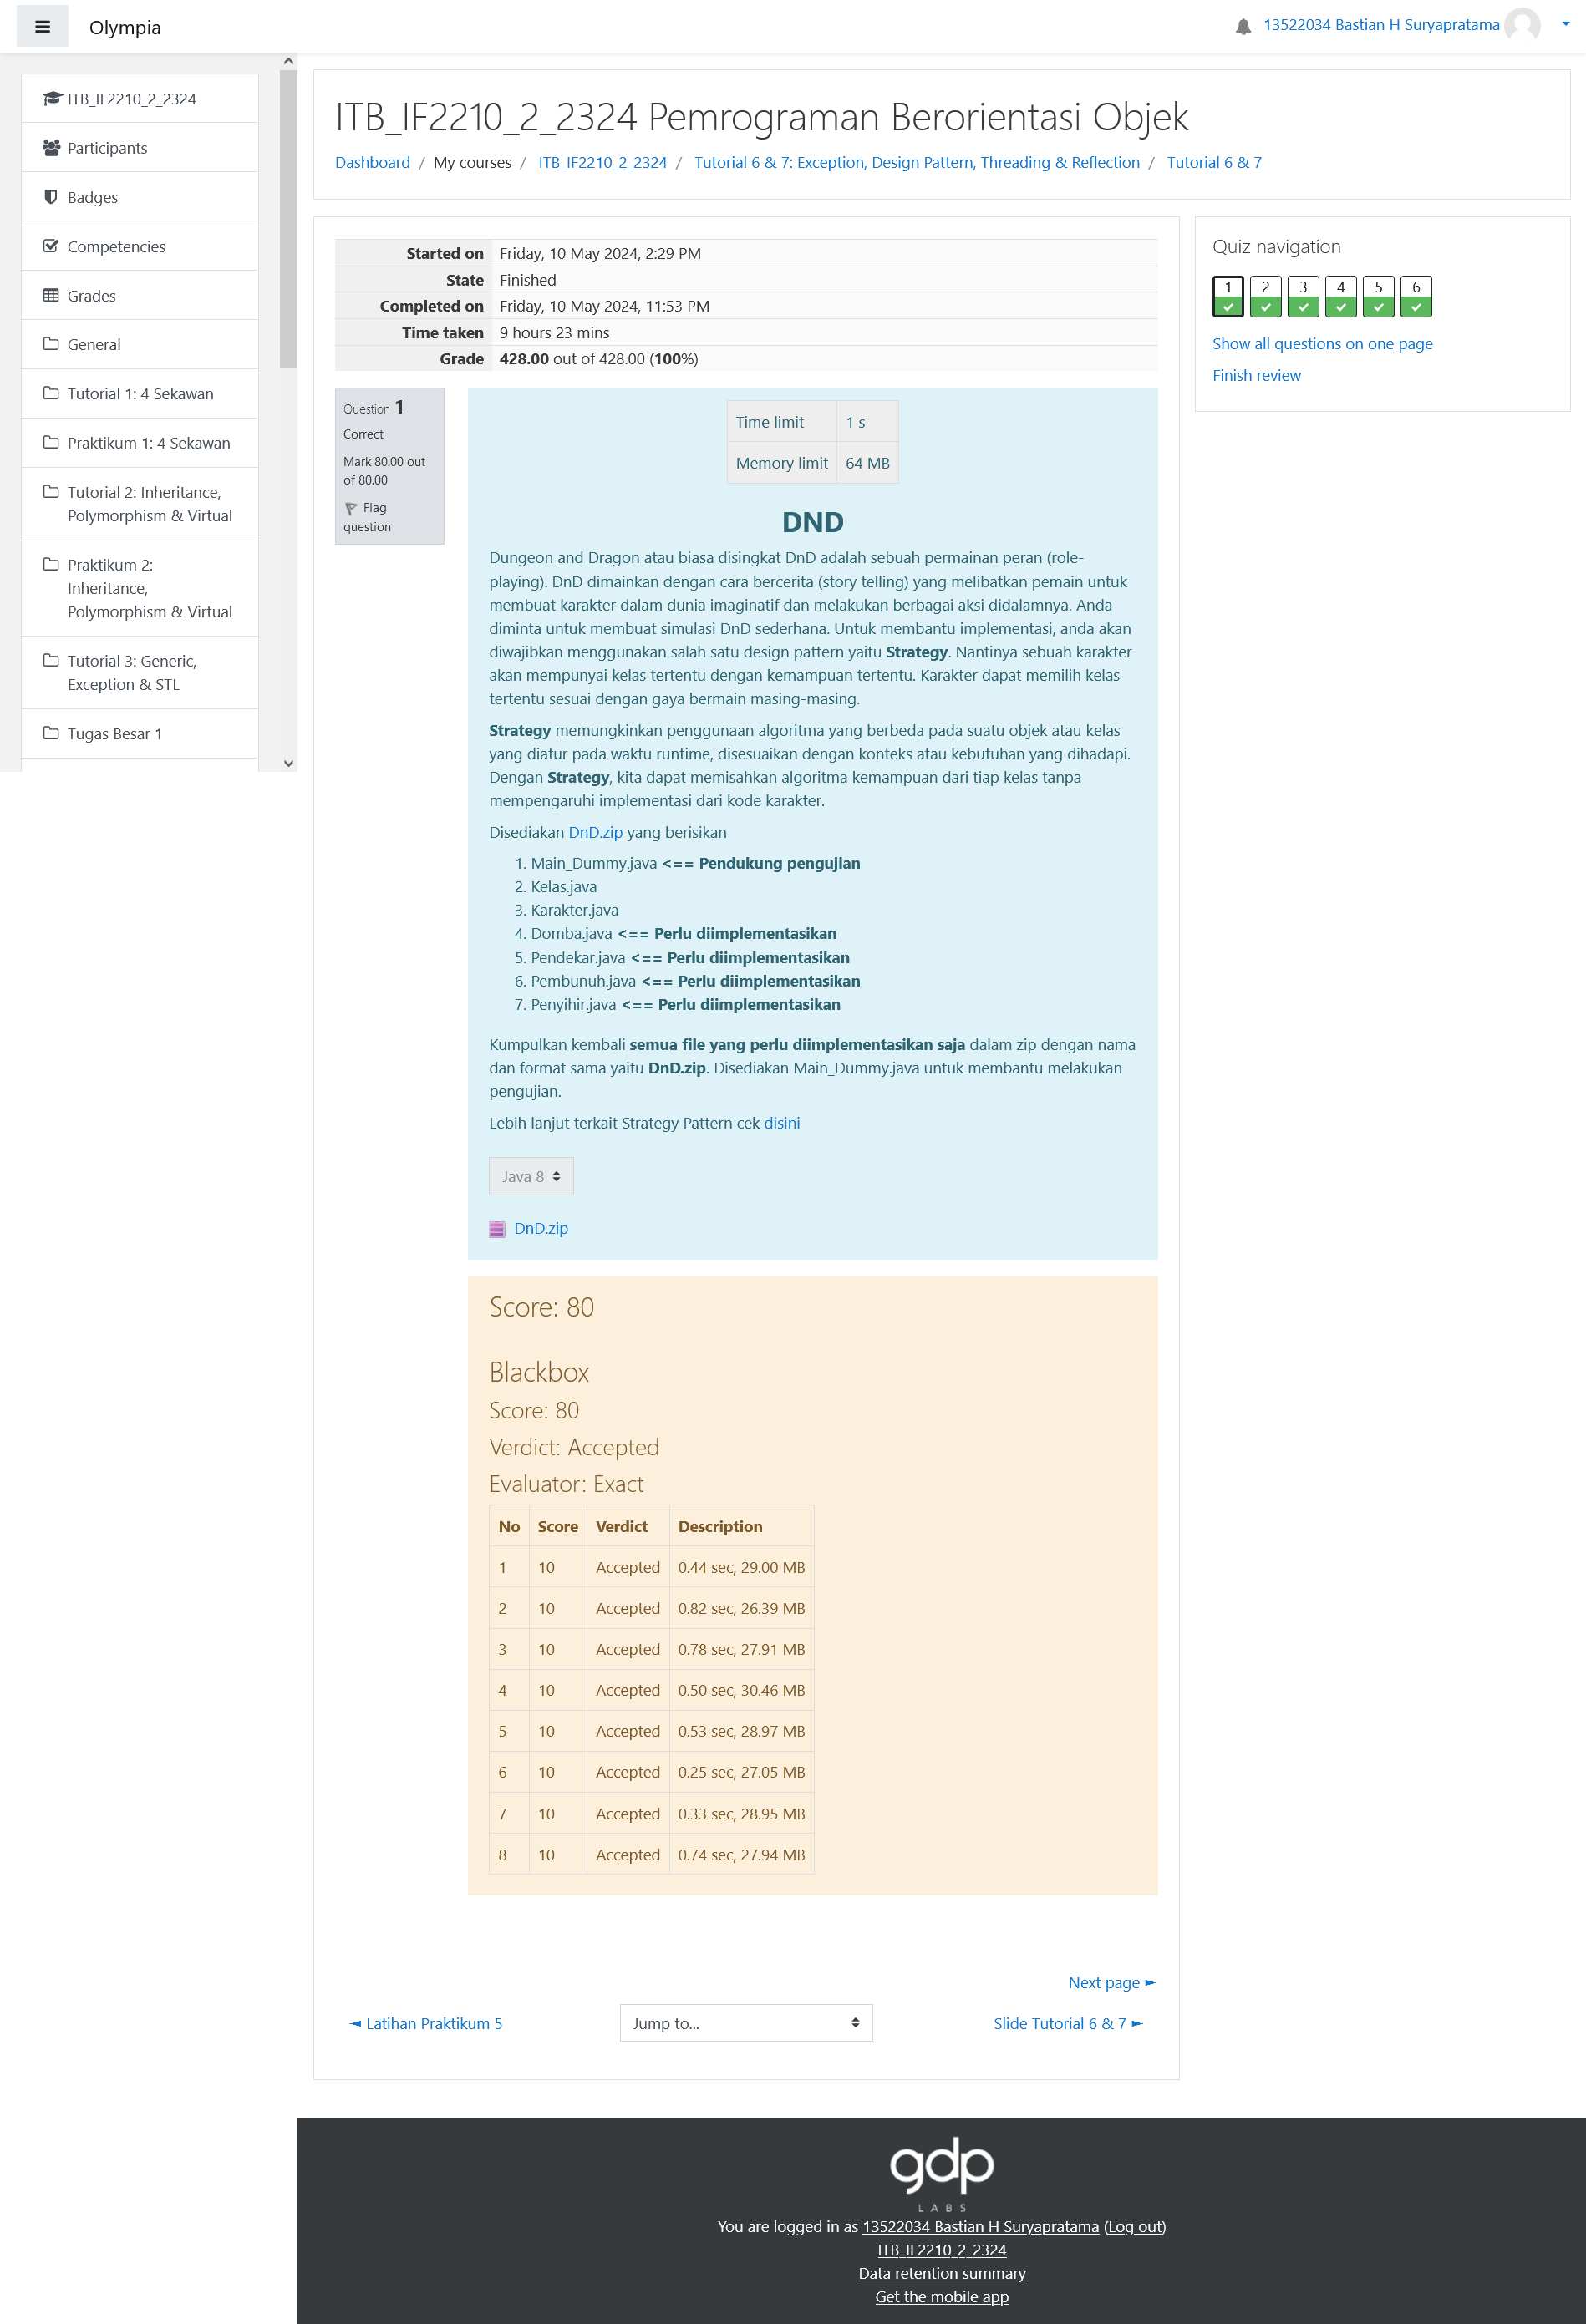 Olympia
13522034 Bastian H Suryapratama
ITB_IF2210_2_2324
Participants
Badges
Competencies
Grades
General
Tutorial 1: 4 Sekawan
Praktikum 1: 4 Sekawan
Tutorial 2: Inheritance,
Polymorphism & Virtual
Praktikum 2:
Inheritance,
Polymorphism & Virtual
Tutorial 3: Generic,
Exception & STL
Tugas Besar 1
ITB_IF2210_2_2324 Pemrograman Berorientasi Objek
Dashboard / My courses / ITB_IF2210_2_2324 / Tutorial 6 & 7: Exception, Design Pattern, Threading & Reflection / Tutorial 6 & 7
Started on Friday, 10 May 2024, 2:29 PM
State Finished
Completed on Friday, 10 May 2024, 11:53 PM
Time taken 9 hours 23 mins
Grade 428.00 out of 428.00 (100%)
Question 1
Correct
Mark 80.00 out
of 80.00
Flag
question
Time limit 1 s
Memory limit 64 MB
DND
Dungeon and Dragon atau biasa disingkat DnD adalah sebuah permainan peran (role-
playing). DnD dimainkan dengan cara bercerita (story telling) yang melibatkan pemain untuk
membuat karakter dalam dunia imaginatif dan melakukan berbagai aksi didalamnya. Anda
diminta untuk membuat simulasi DnD sederhana. Untuk membantu implementasi, anda akan
diwajibkan menggunakan salah satu design pattern yaitu Strategy. Nantinya sebuah karakter
akan mempunyai kelas tertentu dengan kemampuan tertentu. Karakter dapat memilih kelas
tertentu sesuai dengan gaya bermain masing-masing.
Strategy memungkinkan penggunaan algoritma yang berbeda pada suatu objek atau kelas
yang diatur pada waktu runtime, disesuaikan dengan konteks atau kebutuhan yang dihadapi.
Dengan Strategy, kita dapat memisahkan algoritma kemampuan dari tiap kelas tanpa
mempengaruhi implementasi dari kode karakter.
Disediakan DnD.zip yang berisikan
1. Main_Dummy.java <== Pendukung pengujian
2. Kelas.java
3. Karakter.java
4. Domba.java <== Perlu diimplementasikan
5. Pendekar.java <== Perlu diimplementasikan
6. Pembunuh.java <== Perlu diimplementasikan
7. Penyihir.java <== Perlu diimplementasikan
Kumpulkan kembali semua file yang perlu diimplementasikan saja dalam zip dengan nama
dan format sama yaitu DnD.zip. Disediakan Main_Dummy.java untuk membantu melakukan
pengujian.
Lebih lanjut terkait Strategy Pattern cek disini
Java 8
DnD.zip
Score: 80
Blackbox
Score: 80
Verdict: Accepted
Evaluator: Exact
No Score Verdict Description
1 10 Accepted 0.44 sec, 29.00 MB
2 10 Accepted 0.82 sec, 26.39 MB
3 10 Accepted 0.78 sec, 27.91 MB
4 10 Accepted 0.50 sec, 30.46 MB
5 10 Accepted 0.53 sec, 28.97 MB
6 10 Accepted 0.25 sec, 27.05 MB
7 10 Accepted 0.33 sec, 28.95 MB
8 10 Accepted 0.74 sec, 27.94 MB
Next page ►
◄ Latihan Praktikum 5
Jump to...
Slide Tutorial 6 & 7 ►
Quiz navigation
1 2 3 4 5 6
Show all questions on one page
Finish review
gdp
LABS
You are logged in as 13522034 Bastian H Suryapratama (Log out)
ITB_IF2210_2_2324
Data retention summary
Get the mobile app